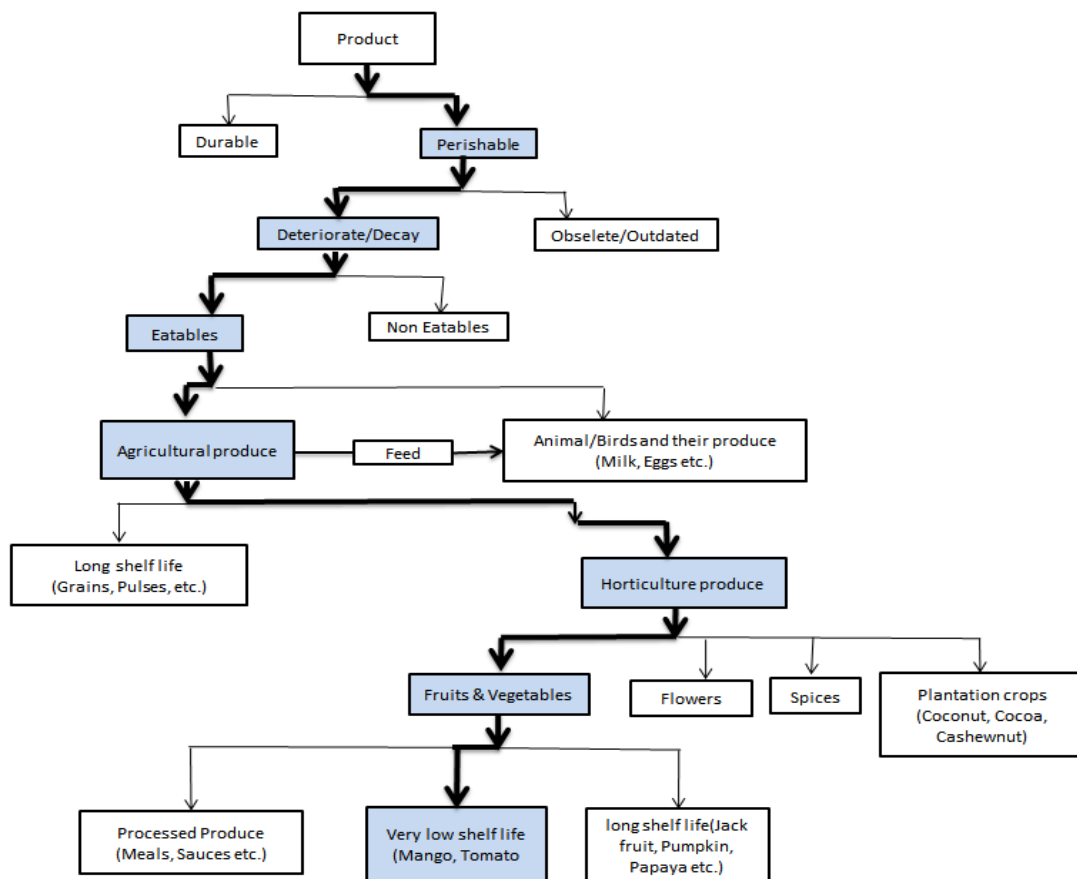 Product
Durable
Perishable
Deteriorate/Decay
Obselete/Outdated
Eatables
Non Eatables
Agricultural produce
Feed
Animal/Birds and their produce
(Milk, Eggs etc.)
Long shelf life
(Grains, Pulses, etc.)
Horticulture produce
Fruits & Vegetables
Flowers
Spices
Plantation crops
(Coconut, Cocoa,
Cashewnut)
Processed Produce
(Meals, Sauces etc.)
Very low shelf life
(Mango, Tomato
long shelf life(Jack
fruit, Pumpkin,
Papaya etc.)